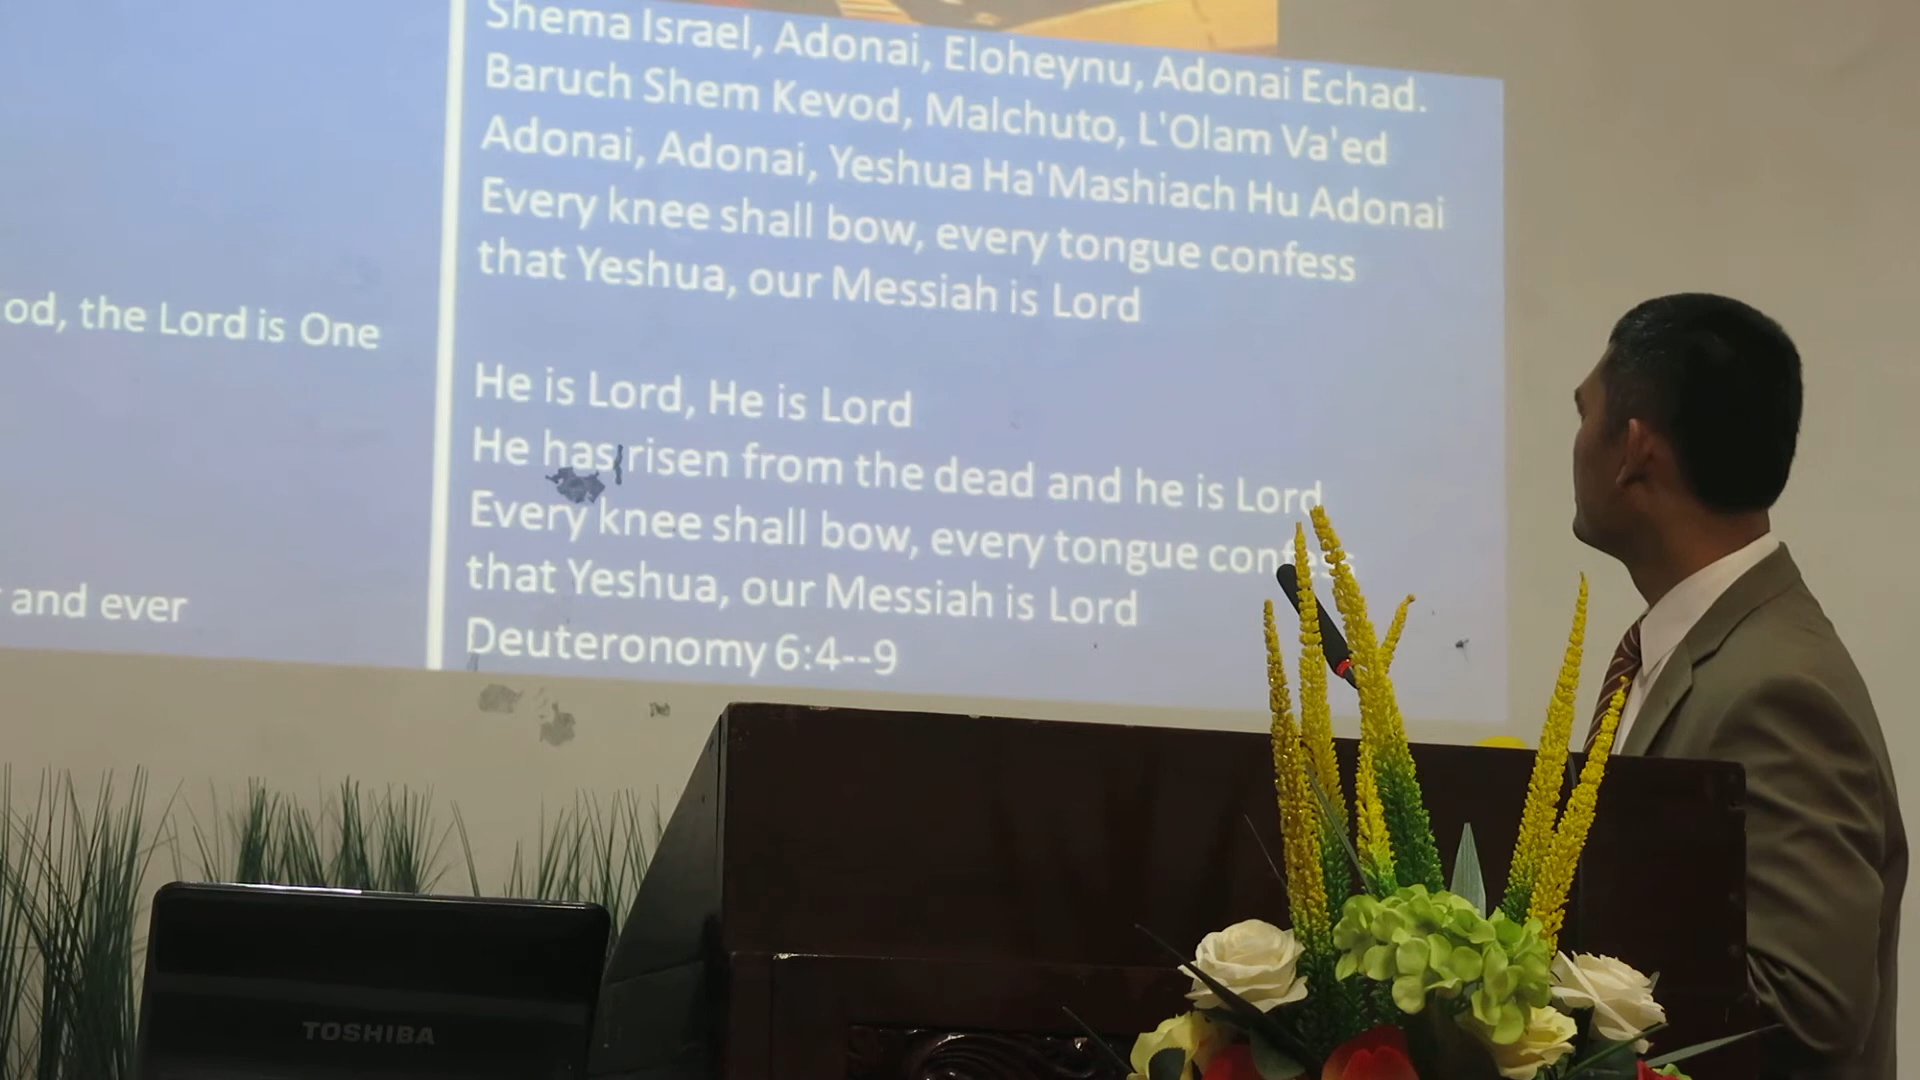 od, the Lord is One
and ever
Shema Israel, Adonai, Eloheynu, Adonai Echad.
Baruch Shem Kevod, Malchuto, L'Olam Va'ed
Adonai, Adonai, Yeshua Ha'Mashiach Hu Adonai
Every knee shall bow, every tongue confess
that Yeshua, our Messiah is Lord
He is Lord, He is Lord
He has risen from the dead and he is Lord
Every knee shall bow, every tongue confess
that Yeshua, our Messiah is Lord
Deuteronomy 6:4--9
TOSHIBA